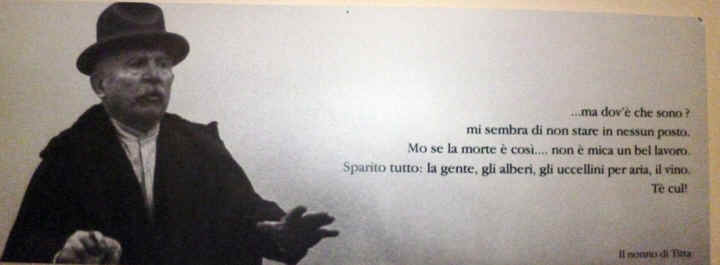 ...ma dov'è che sono ?
mi sembra di non stare in nessun posto.
Mo se la morte è così.... non è mica un bel lavoro.
Sparito tutto: la gente, gli alberi, gli uccellini per aria, il vino.
Tè cul!
Il nonno di Titta